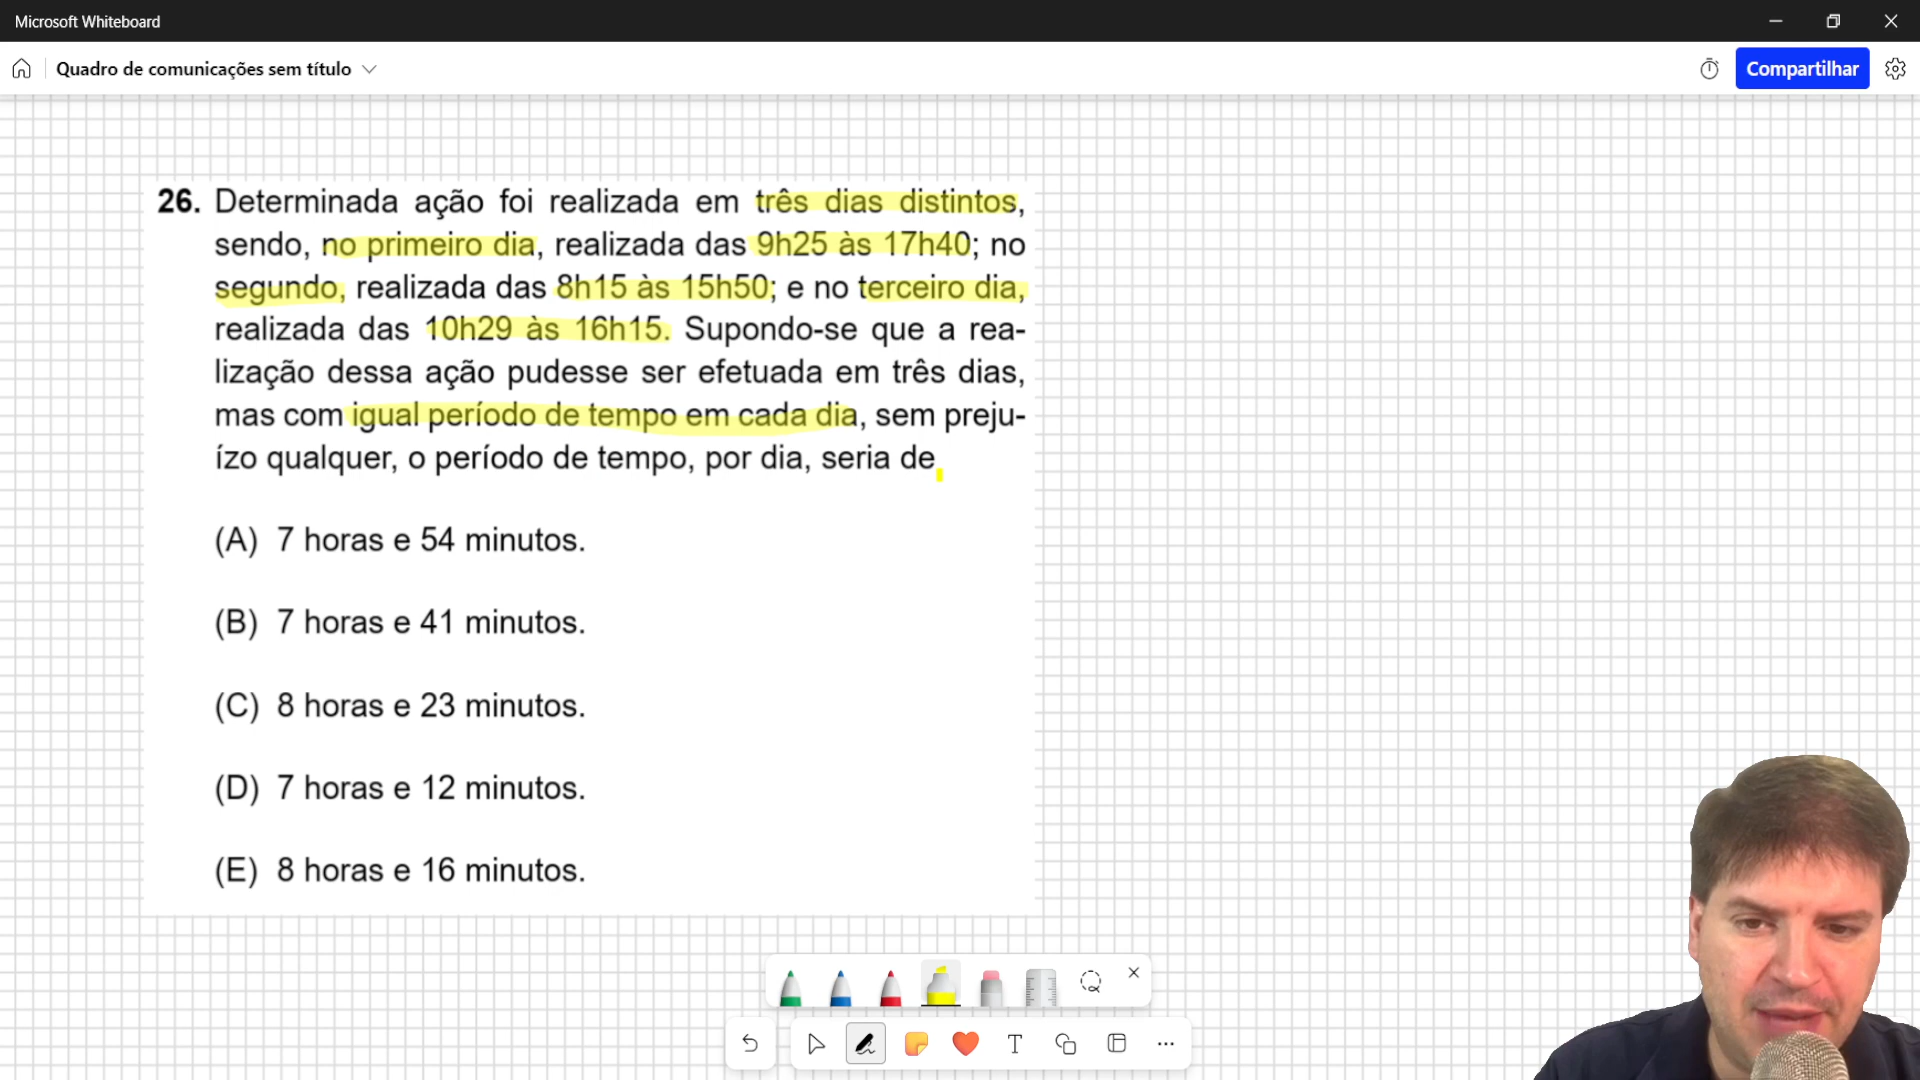 Microsoft Whiteboard
Quadro de comunicações sem título
Compartilhar
26. Determinada ação foi realizada em três dias distintos,
sendo, no primeiro dia, realizada das 9h25 às 17h40; no
segundo, realizada das 8h15 às 15h50; e no terceiro dia,
realizada das 10h29 às 16h15. Supondo-se que a rea-
lização dessa ação pudesse ser efetuada em três dias,
mas com igual período de tempo em cada dia, sem preju-
ízo qualquer, o período de tempo, por dia, seria de
(A) 7 horas e 54 minutos.
(B) 7 horas e 41 minutos.
(C) 8 horas e 23 minutos.
(D) 7 horas e 12 minutos.
(E) 8 horas e 16 minutos.